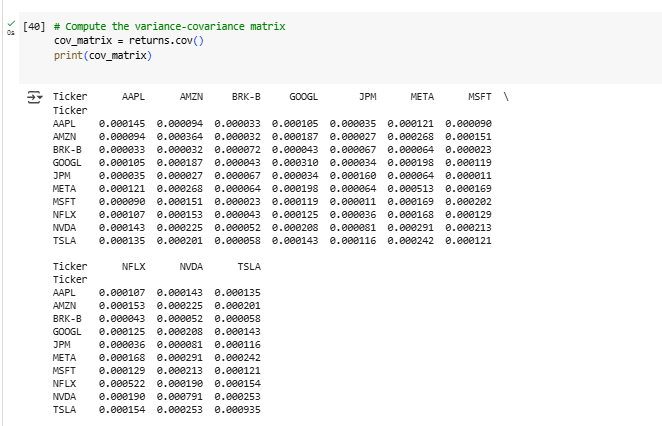 [40] # Compute the variance-covariance matrix
0s
cov_matrix = returns.cov()
print(cov_matrix)
Ticker AAPL AMZN BRK-B GOOGL JPM META MSFT \
Ticker
AAPL 0.000145 0.000094 0.000033 0.000105 0.000035 0.000121 0.000090
AMZN 0.000094 0.000364 0.000032 0.000187 0.000027 0.000268 0.000151
BRK-B 0.000033 0.000032 0.000072 0.000043 0.000067 0.000064 0.000023
GOOGL 0.000105 0.000187 0.000043 0.000310 0.000034 0.000198 0.000119
JPM 0.000035 0.000027 0.000067 0.000034 0.000160 0.000064 0.000011
META 0.000121 0.000268 0.000064 0.000198 0.000064 0.000513 0.000169
MSFT 0.000090 0.000151 0.000023 0.000119 0.000011 0.000169 0.000202
NFLX 0.000107 0.000153 0.000043 0.000125 0.000036 0.000168 0.000129
NVDA 0.000143 0.000225 0.000052 0.000208 0.000081 0.000291 0.000213
TSLA 0.000135 0.000201 0.000058 0.000143 0.000116 0.000242 0.000121
Ticker NFLX NVDA TSLA
Ticker
AAPL 0.000107 0.000143 0.000135
AMZN 0.000153 0.000225 0.000201
BRK-B 0.000043 0.000052 0.000058
GOOGL 0.000125 0.000208 0.000143
JPM 0.000036 0.000081 0.000116
META 0.000168 0.000291 0.000242
MSFT 0.000129 0.000213 0.000121
NFLX 0.000522 0.000190 0.000154
NVDA 0.000190 0.000791 0.000253
TSLA 0.000154 0.000253 0.000935